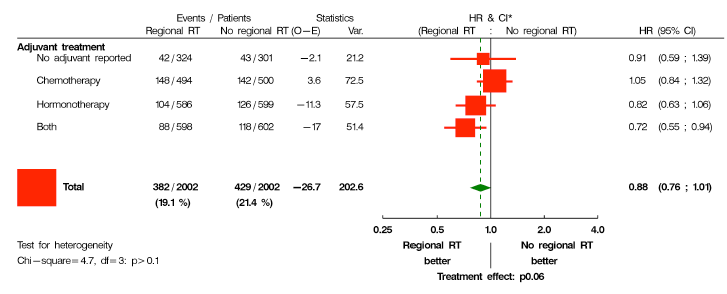 Events / Patients Statistics HR & CI*
Regional RT No regional RT (O−E) Var. (Regional RT : No regional RT) HR (95% CI)
Adjuvant treatment
No adjuvant reported 42/324 43/301 −2.1 21.2 0.91 (0.59 ; 1.39)
Chemotherapy 148/494 142/500 3.6 72.5 1.05 (0.84 ; 1.32)
Hormonotherapy 104/586 126/599 −11.3 57.5 0.82 (0.63 ; 1.06)
Both 88/598 118/602 −17 51.4 0.72 (0.55 ; 0.94)
Total 382/2002 429/2002 −26.7 202.6 0.88 (0.76 ; 1.01)
(19.1 %) (21.4 %)
0.25 0.5 1.0 2.0 4.0
Test for heterogeneity Regional RT No regional RT
Chi−square=4.7, df=3: p>0.1 better better
Treatment effect: p0.06